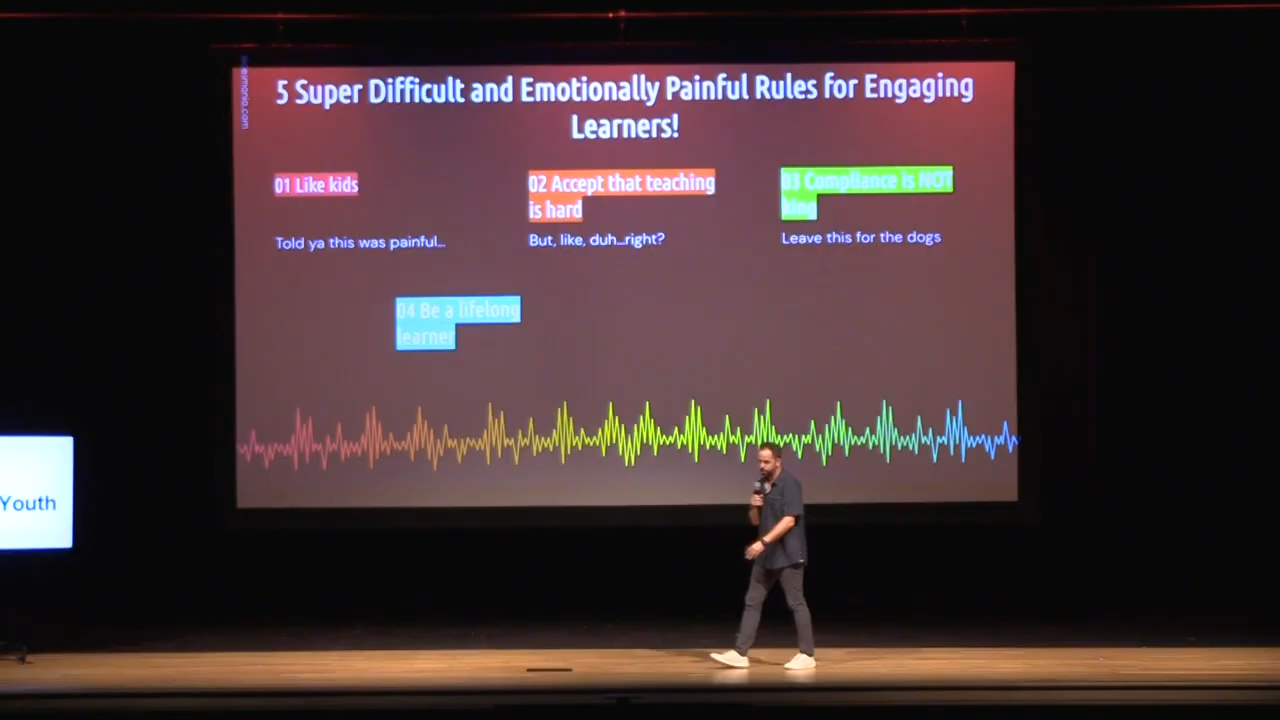 5 Super Difficult and Emotionally Painful Rules for Engaging
Learners!
01 Like kids
Told ya this was painful...
02 Accept that teaching
is hard
But, like, duh...right?
03 Compliance is NOT
king
Leave this for the dogs
04 Be a lifelong
learner
Youth